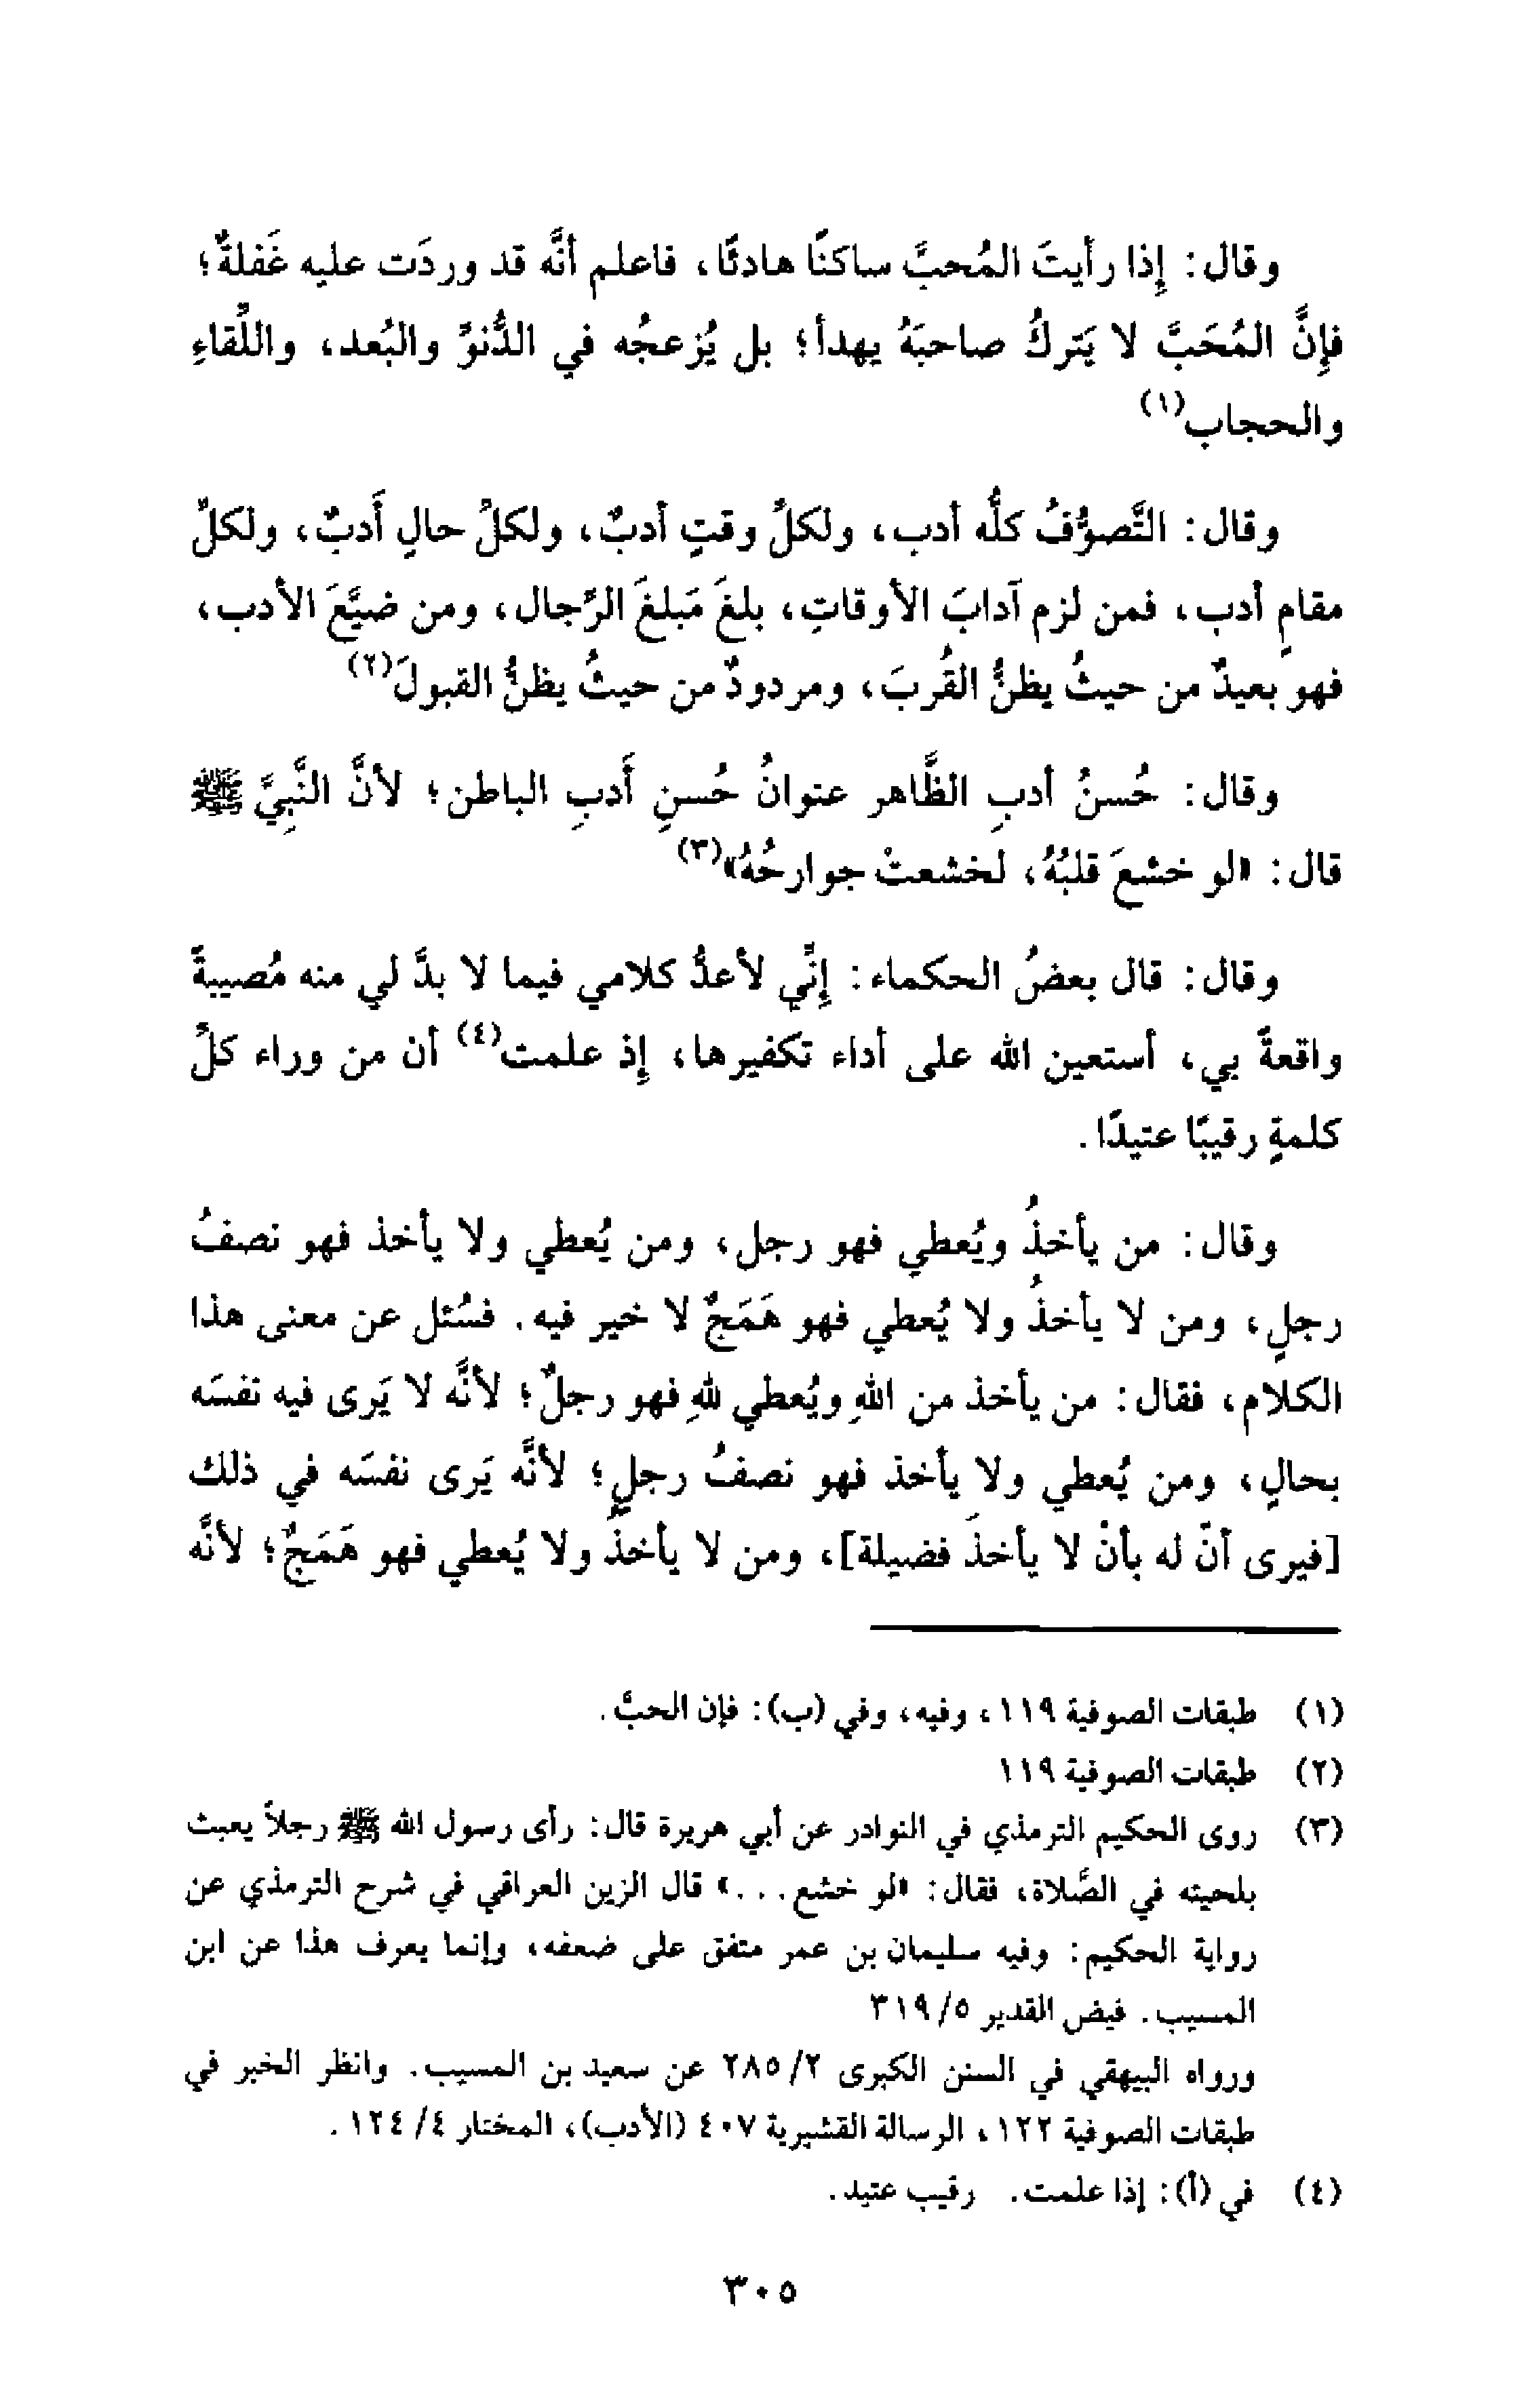 وقال: إِذا رأيتَ المُحبَّ ساكنًا هادئًا، فاعلم أنَّه قد وردَت عليه غَفلةٌ؛
فإنَّ المُحَبَّ لا يَتركُ صاحبَهُ يهدأ؛ بل يُزعجُه في الدُّنوِّ والبُعد، واللِّقاءِ
والحجاب(١)
وقال: التَّصوُّفُ كلُّه أدب، ولكلِّ وقتٍ أدبٌ، ولكلِّ حالٍ أَدبٌ، ولكلِّ
مقامٍ أدب، فمن لزم آدابَ الأوقاتِ، بلغَ مَبلغَ الرِّجال، ومن ضيَّعَ الأدب،
فهو بعيدٌ من حيثُ يظنُّ القُربَ، ومردودٌ من حيثُ يظنُّ القبولَ(٢)
وقال: حُسنُ أدبِ الظَّاهر عنوانُ حُسنِ أَدبِ الباطن؛ لأنَّ النَّبِيَّ ﷺ
قال: «لو خشعَ قلبُهُ، لخشعتْ جوارحُهُ»(٣)
وقال: قال بعضُ الحكماء: إنِّي لأعدُّ كلامي فيما لا بدَّ لي منه مُصيبةً
واقعةً بي، أستعين الله على أداء تكفيرها، إذ علمت(٤) أن من وراء كلِّ
كلمةٍ رقيبًا عتيدًا.
وقال: من يأخذُ ويُعطي فهو رجل، ومن يُعطي ولا يأخذ فهو نصفُ
رجلٍ، ومن لا يأخذُ ولا يُعطي فهو هَمَجٌ لا خير فيه. فسُئل عن معنى هذا
الكلام، فقال: من يأخذ من اللهِ ويُعطي للهِ فهو رجلٌ؛ لأنَّه لا يَرى فيه نفسَه
بحالٍ، ومن يُعطي ولا يأخذ فهو نصفُ رجلٍ؛ لأنَّه يَرى نفسَه في ذلك
[فيرى أنّ له بأنْ لا يأخذَ فضيلة]، ومن لا يأخذُ ولا يُعطي فهو هَمَجٌ؛ لأنَّه
(١) طبقات الصوفية ١١٩، وفيه، وفي (ب): فإن الحبَّ.
(٢) طبقات الصوفية ١١٩
(٣) روى الحكيم الترمذي في النوادر عن أبي هريرة قال: رأى رسول الله ﷺ رجلاً يعبث
بلحيته في الصَّلاة، فقال: «لو خشع...» قال الزين العراقي في شرح الترمذي عن
رواية الحكيم: وفيه سليمان بن عمر متفق على ضعفه، وإنما يعرف هذا عن ابن
المسيب. فيض القدير ٥/ ٣١٩
ورواه البيهقي في السنن الكبرى ٢/ ٢٨٥ عن سعيد بن المسيب. وانظر الخبر في
طبقات الصوفية ١٢٢، الرسالة القشيرية ٤٠٧ (الأدب)، المختار ٤/ ١٢٤.
(٤) في (أ): إذا علمت. رقيب عتيد.
٣٠٥